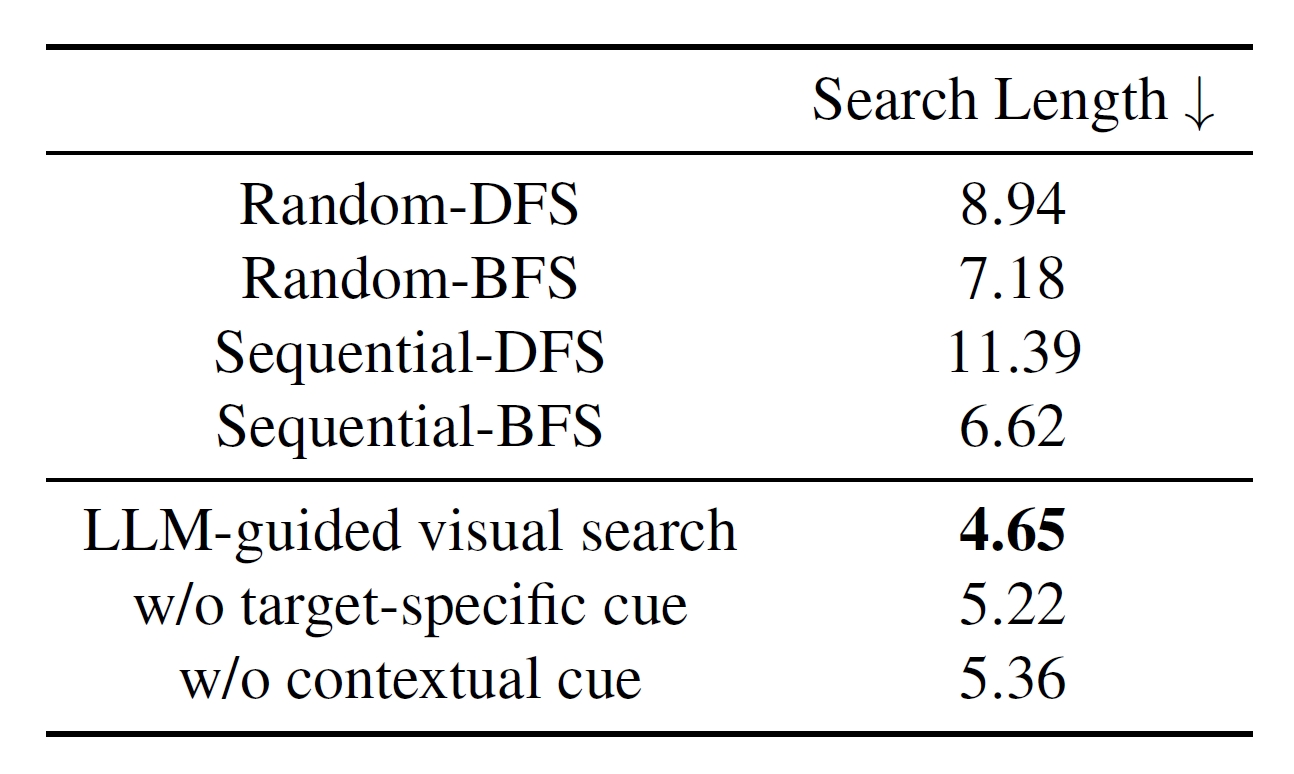 Search Length ↓
Random-DFS 8.94
Random-BFS 7.18
Sequential-DFS 11.39
Sequential-BFS 6.62
LLM-guided visual search 4.65
w/o target-specific cue 5.22
w/o contextual cue 5.36